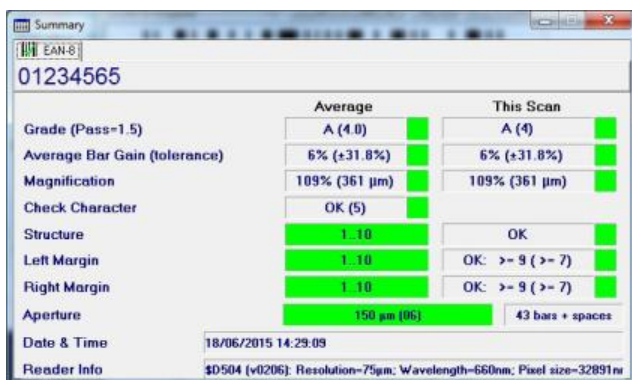 Summary
EAN-8
01234565
Average This Scan
Grade (Pass=1.5) A (4.0) A (4)
Average Bar Gain (tolerance) 6% (±31.8%) 6% (±31.8%)
Magnification 109% (361 µm) 109% (361 µm)
Check Character OK (5)
Structure 1..10 OK
Left Margin 1..10 OK: >= 9 ( >= 7)
Right Margin 1..10 OK: >= 9 ( >= 7)
Aperture 150 µm (06) 43 bars + spaces
Date & Time 18/06/2015 14:29:09
Reader Info $D504 (v0206): Resolution=75µm; Wavelength=660nm; Pixel size=32891nm